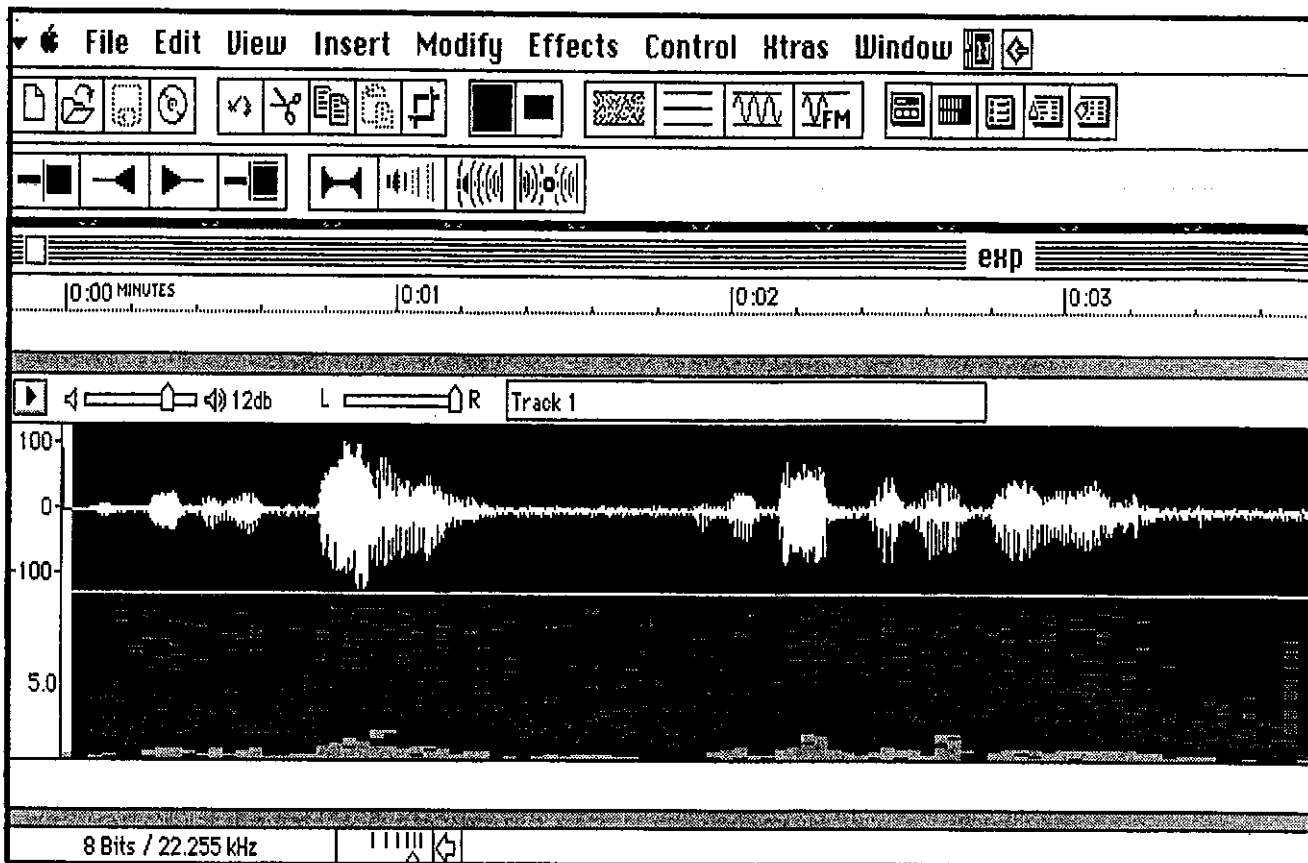 File Edit View Insert Modify Effects Control Xtras Window
FM
exp
0:00 MINUTES 0:01 0:02 0:03
12db L R Track 1
100
0
-100
5.0
8 Bits / 22.255 kHz